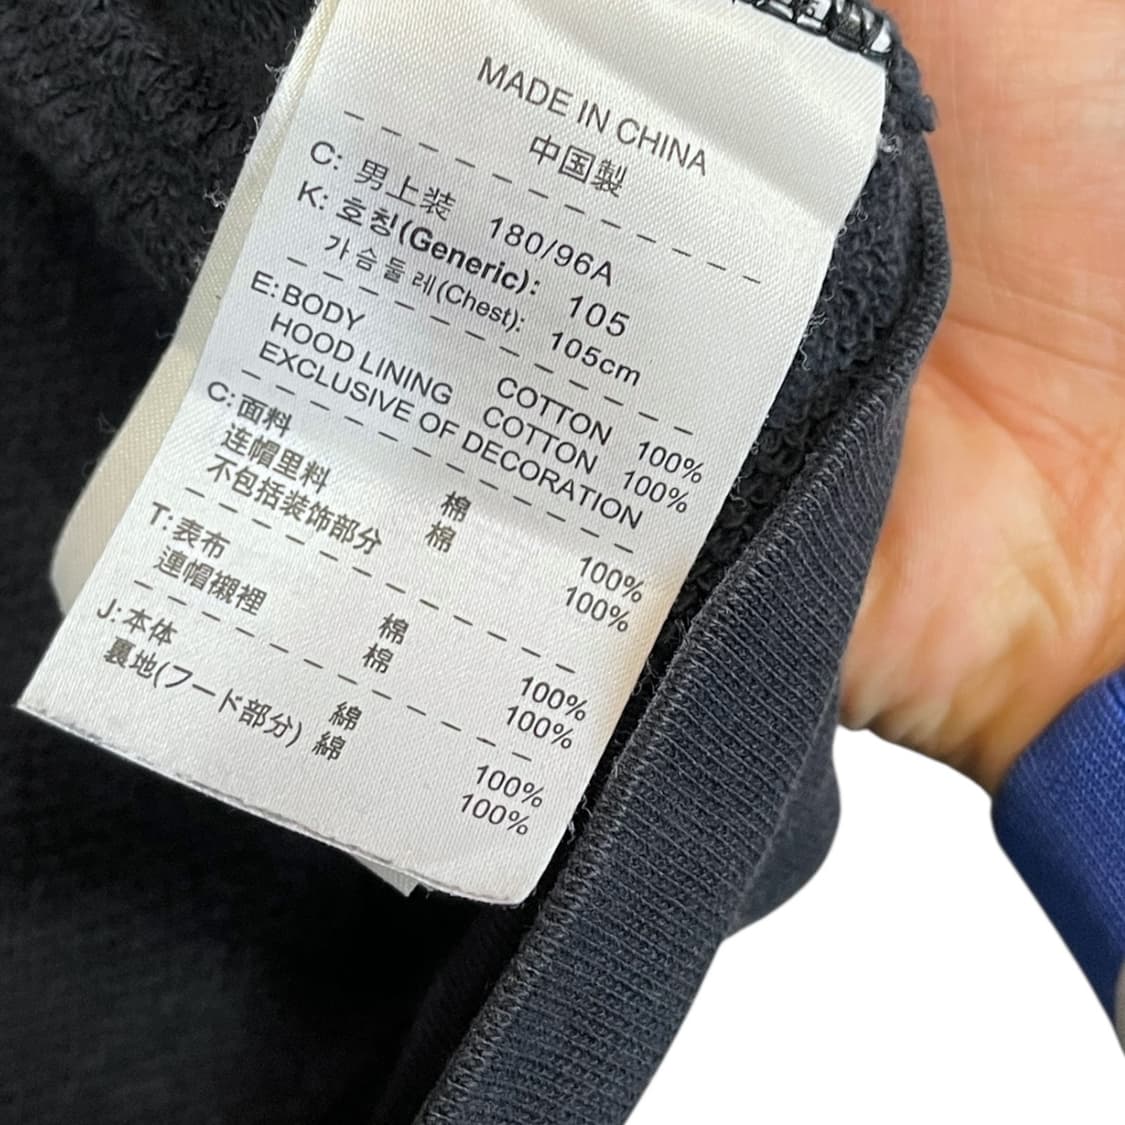 MADE IN CHINA
中国製
C: 男上装 180/96A
K: 호칭(Generic): 105
가슴둘레(Chest): 105cm
E: BODY COTTON 100%
HOOD LINING COTTON 100%
EXCLUSIVE OF DECORATION
C: 面料 棉 100%
连帽里料 棉 100%
不包括装饰部分
T: 表布 棉 100%
連帽襯裡 棉 100%
J: 本体 綿 100%
裏地(フード部分) 綿 100%